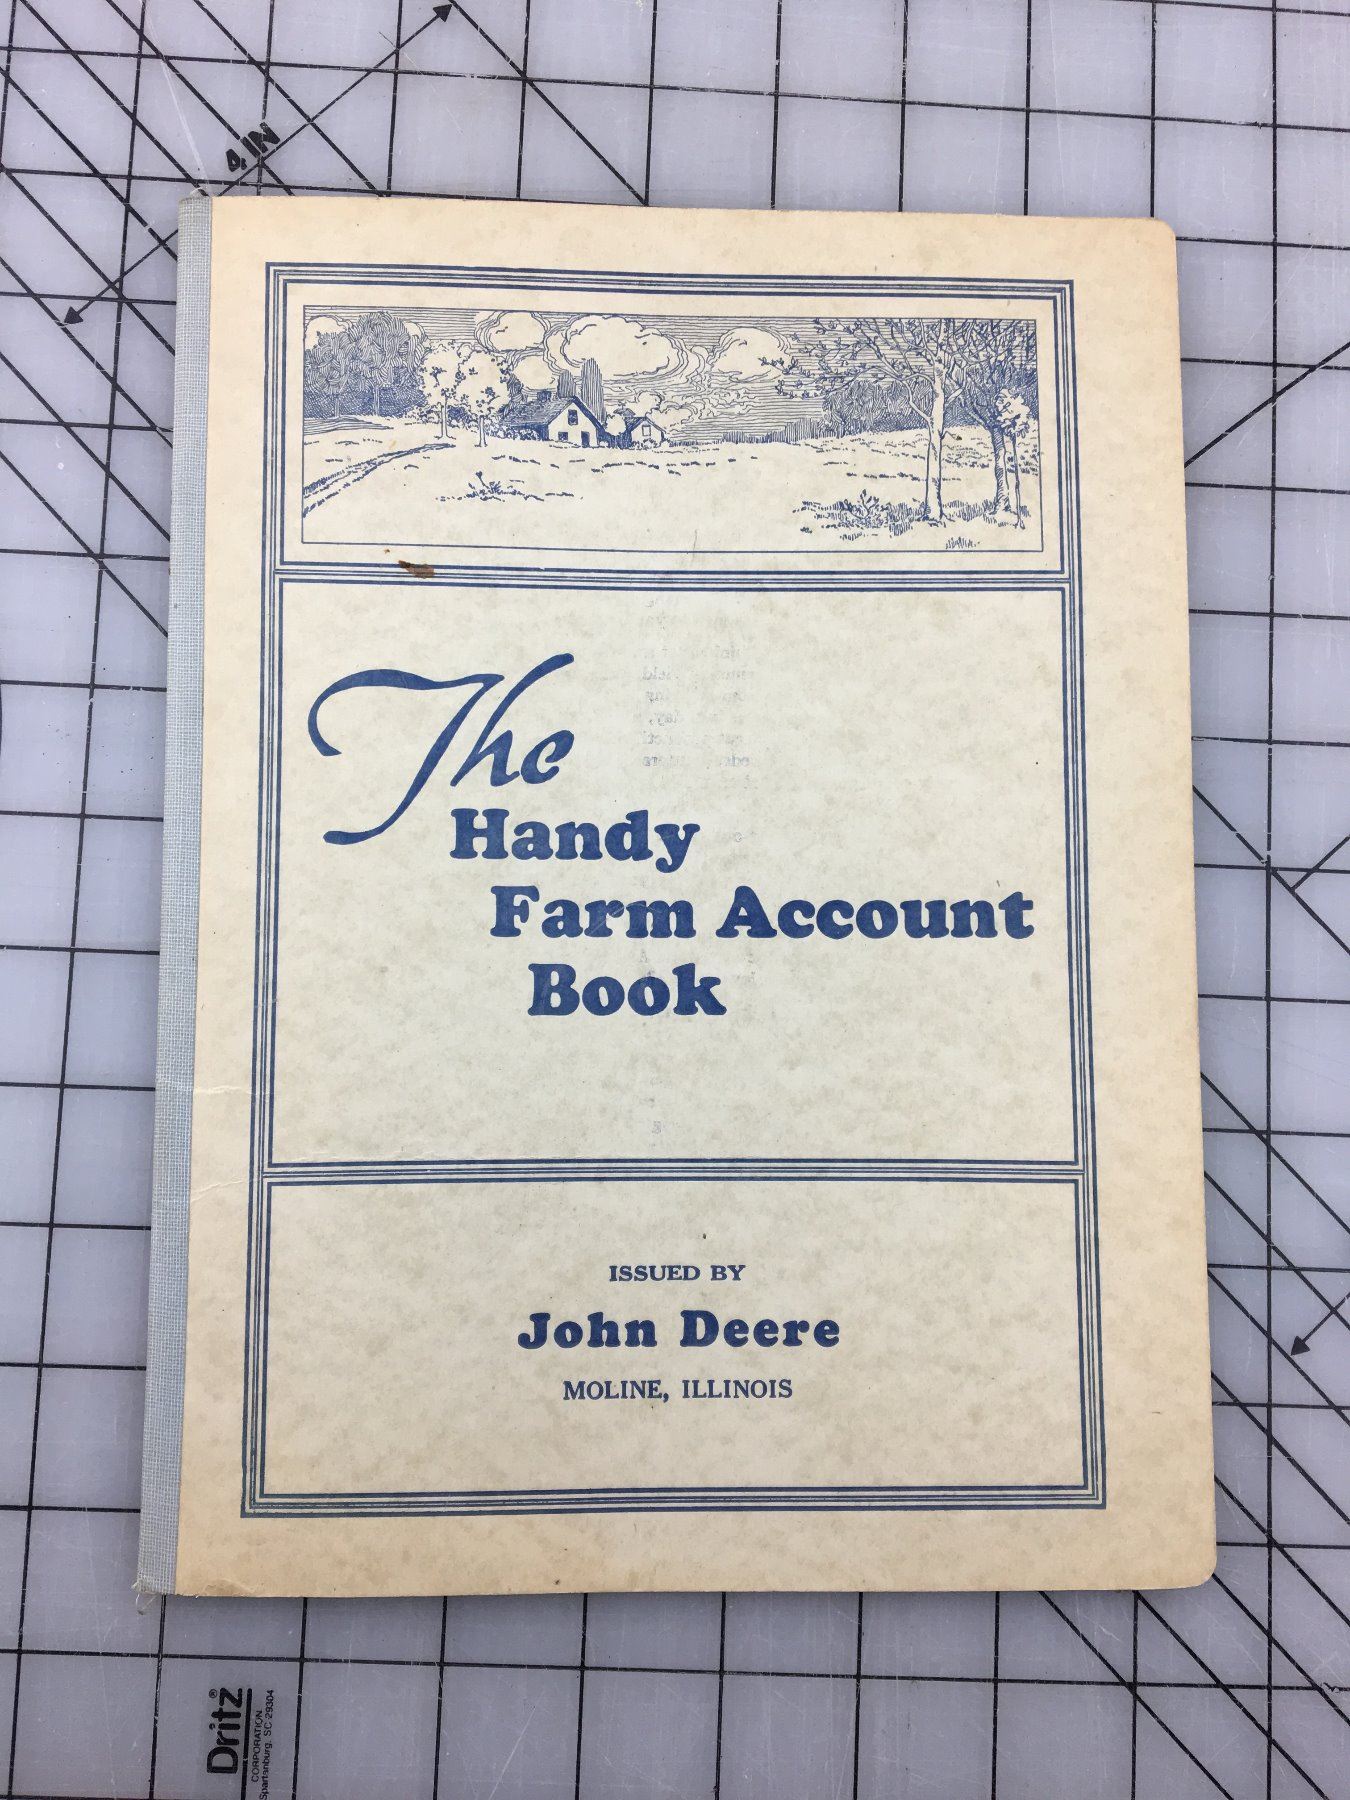 4 IN
The
Handy
Farm Account
Book
ISSUED BY
John Deere
MOLINE, ILLINOIS
Dritz®
CORPORATION
Spartanburg, SC 29304